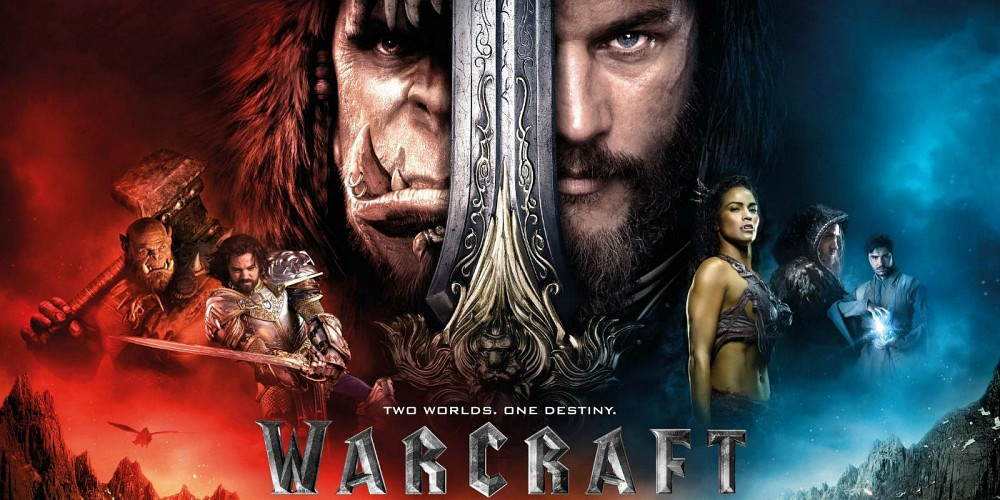 TWO WORLDS. ONE DESTINY.
WARCRAFT